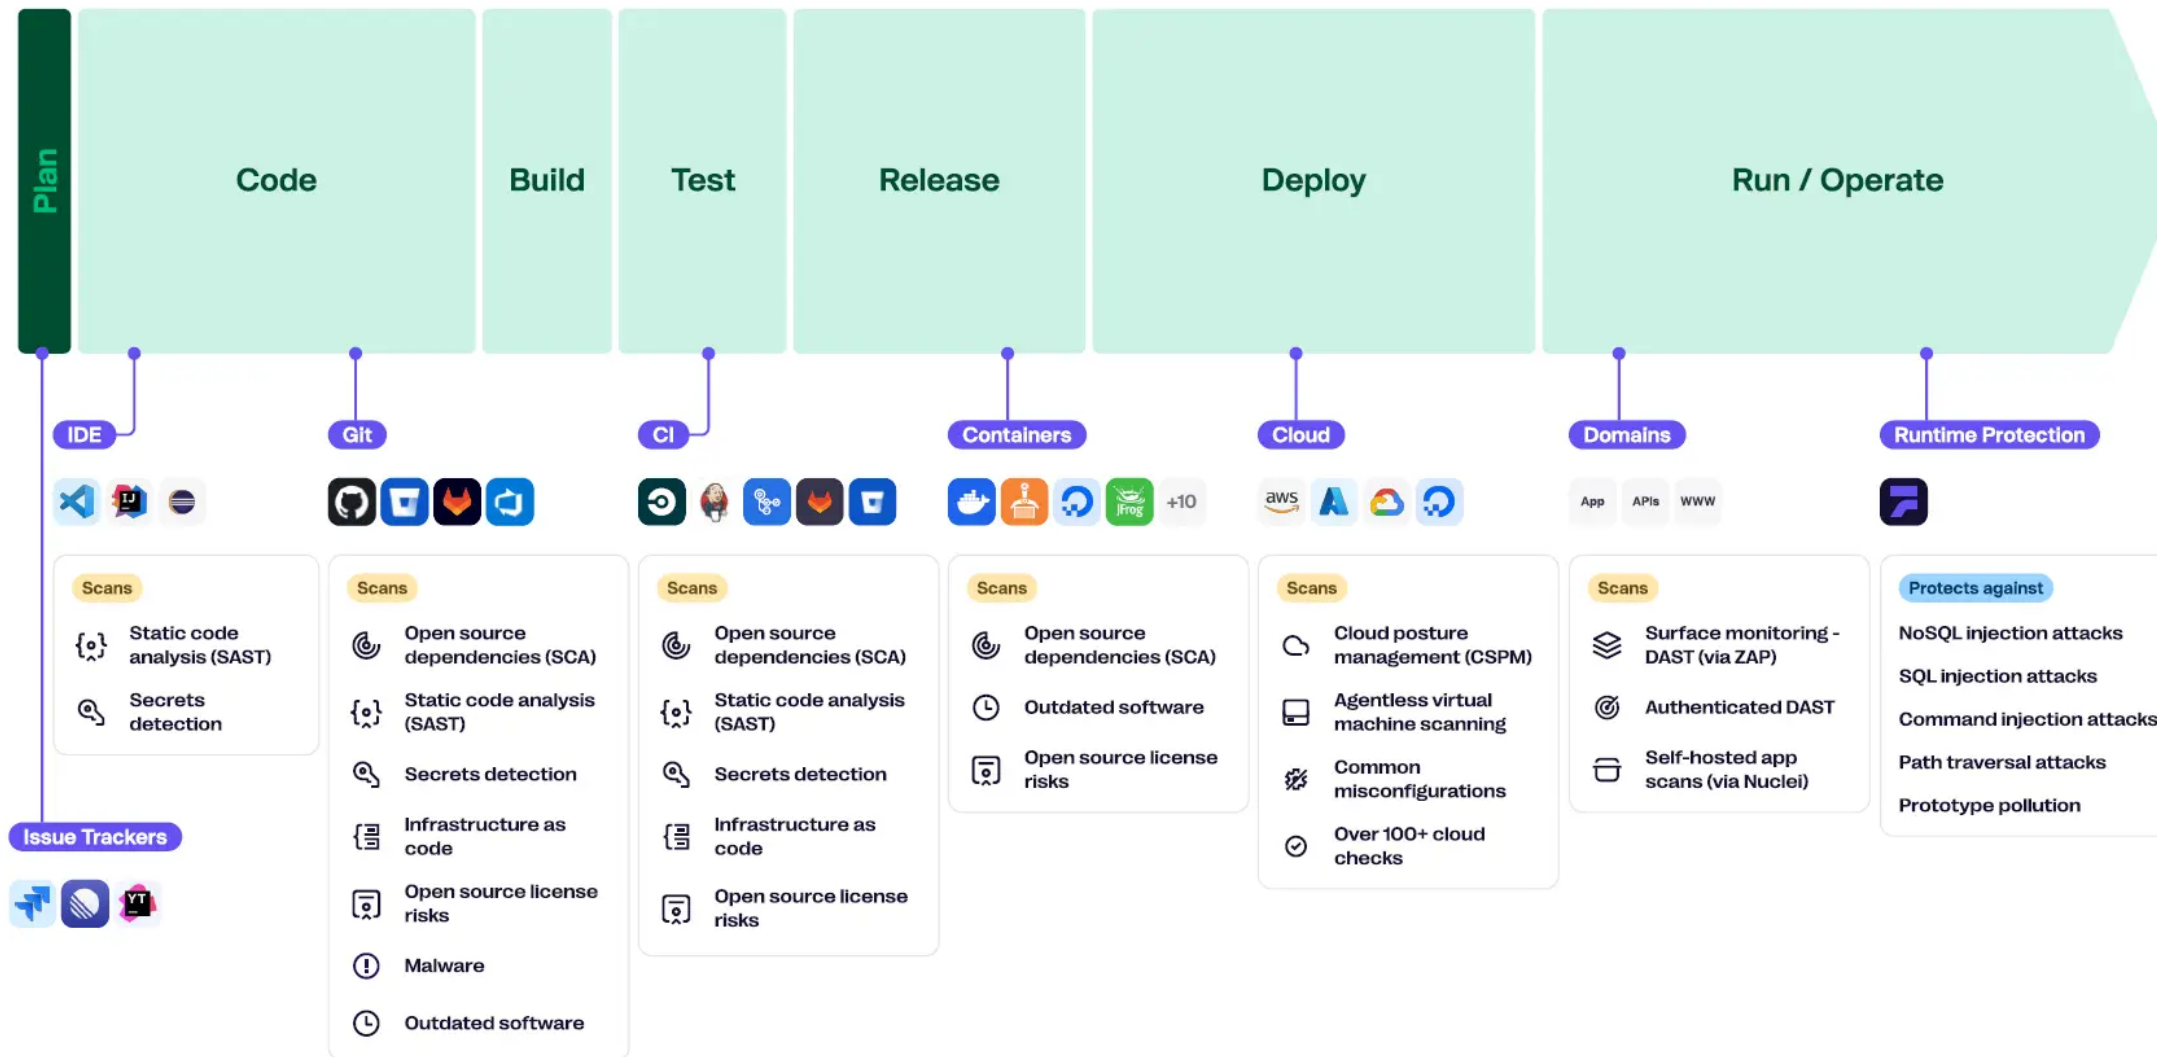 Plan
Code
Build
Test
Release
Deploy
Run / Operate
IDE
Git
CI
Containers
Cloud
Domains
Runtime Protection
IJ
JFrog
+10
aws
App
APIs
WWW
Scans
Static code
analysis (SAST)
Secrets
detection
Scans
Open source
dependencies (SCA)
Static code analysis
(SAST)
Secrets detection
Infrastructure as
code
Open source license
risks
Malware
Outdated software
Scans
Open source
dependencies (SCA)
Static code analysis
(SAST)
Secrets detection
Infrastructure as
code
Open source license
risks
Scans
Open source
dependencies (SCA)
Outdated software
Open source license
risks
Scans
Cloud posture
management (CSPM)
Agentless virtual
machine scanning
Common
misconfigurations
Over 100+ cloud
checks
Scans
Surface monitoring -
DAST (via ZAP)
Authenticated DAST
Self-hosted app
scans (via Nuclei)
Protects against
NoSQL injection attacks
SQL injection attacks
Command injection attacks
Path traversal attacks
Prototype pollution
Issue Trackers
YT